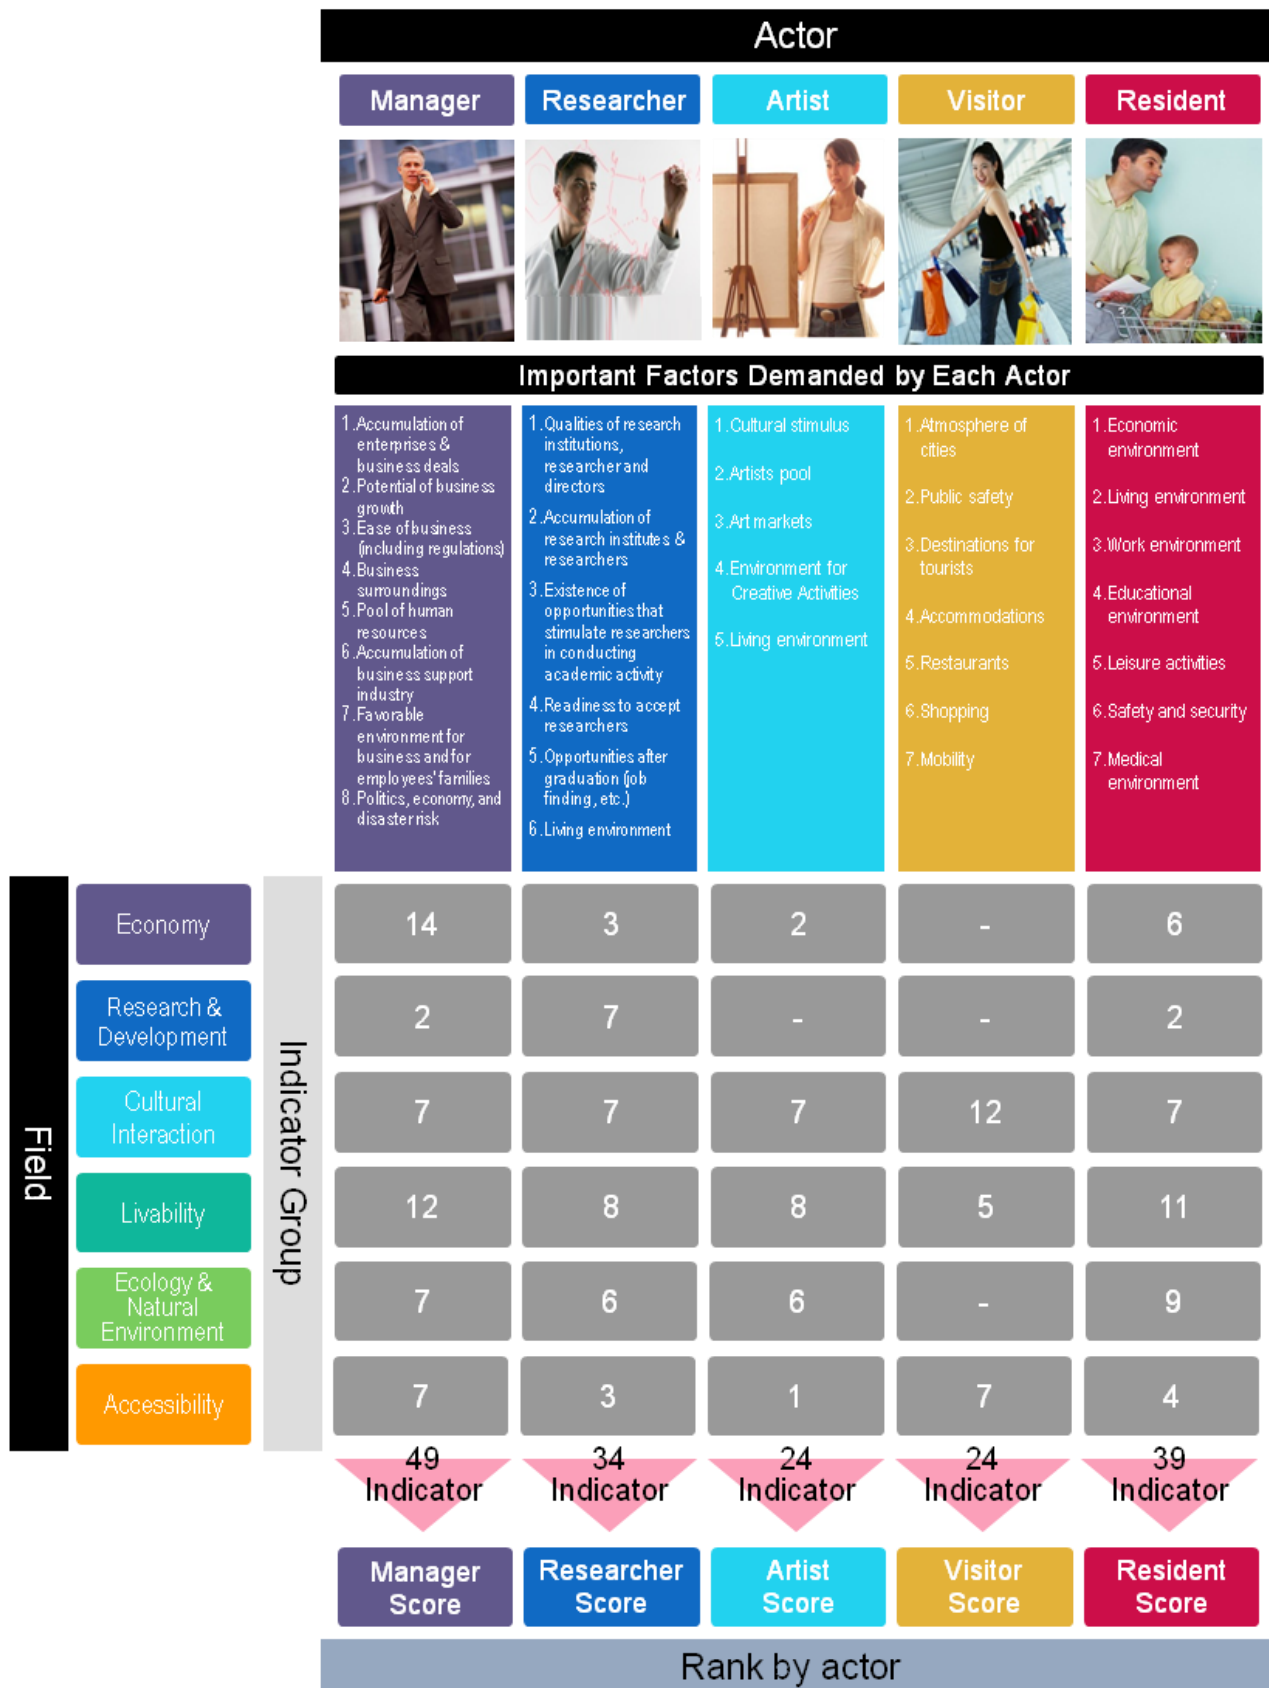 Actor
Manager
Researcher
Artist
Visitor
Resident
Important Factors Demanded by Each Actor
1.Accumulation of
enterprises &
business deals
2.Potential of business
growth
3.Ease of business
(including regulations)
4.Business
surroundings
5.Pool of human
resources
6.Accumulation of
business support
industry
7.Favorable
environment for
business and for
employees' families
8.Politics, economy, and
disaster risk
1.Qualities of research
institutions,
researcher and
directors
2.Accumulation of
research institutes &
researchers
3.Existence of
opportunities that
stimulate researchers
in conducting
academic activity
4.Readiness to accept
researchers
5.Opportunities after
graduation (job
finding, etc.)
6.Living environment
1.Cultural stimulus
2.Artists pool
3.Art markets
4.Environment for
Creative Activities
5.Living environment
1.Atmosphere of
cities
2.Public safety
3.Destinations for
tourists
4.Accommodations
5.Restaurants
6.Shopping
7.Mobility
1.Economic
environment
2.Living environment
3.Work environment
4.Educational
environment
5.Leisure activities
6.Safety and security
7.Medical
environment
Field
Indicator Group
Economy
14
3
2
-
6
Research &
Development
2
7
-
-
2
Cultural
Interaction
7
7
7
12
7
Livability
12
8
8
5
11
Ecology &
Natural
Environment
7
6
6
-
9
Accessibility
7
3
1
7
4
49
Indicator
34
Indicator
24
Indicator
24
Indicator
39
Indicator
Manager
Score
Researcher
Score
Artist
Score
Visitor
Score
Resident
Score
Rank by actor